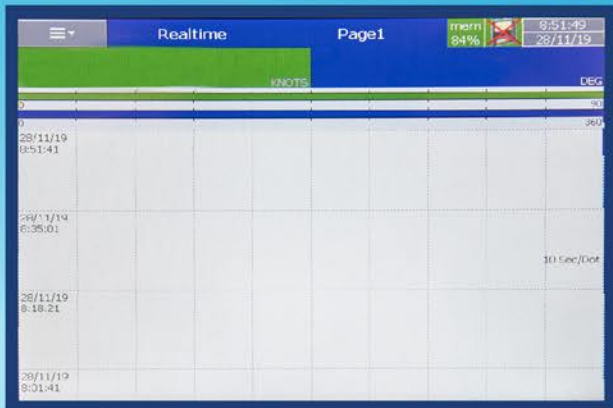 Realtime
Page1
mem
84%
8:51:49
28/11/19
KNOTS
DEG
0
90
0
360
28/11/19
8:51:41
28/11/19
8:35:01
10 Sec/Dot
28/11/19
8:18:21
28/11/19
8:01:41